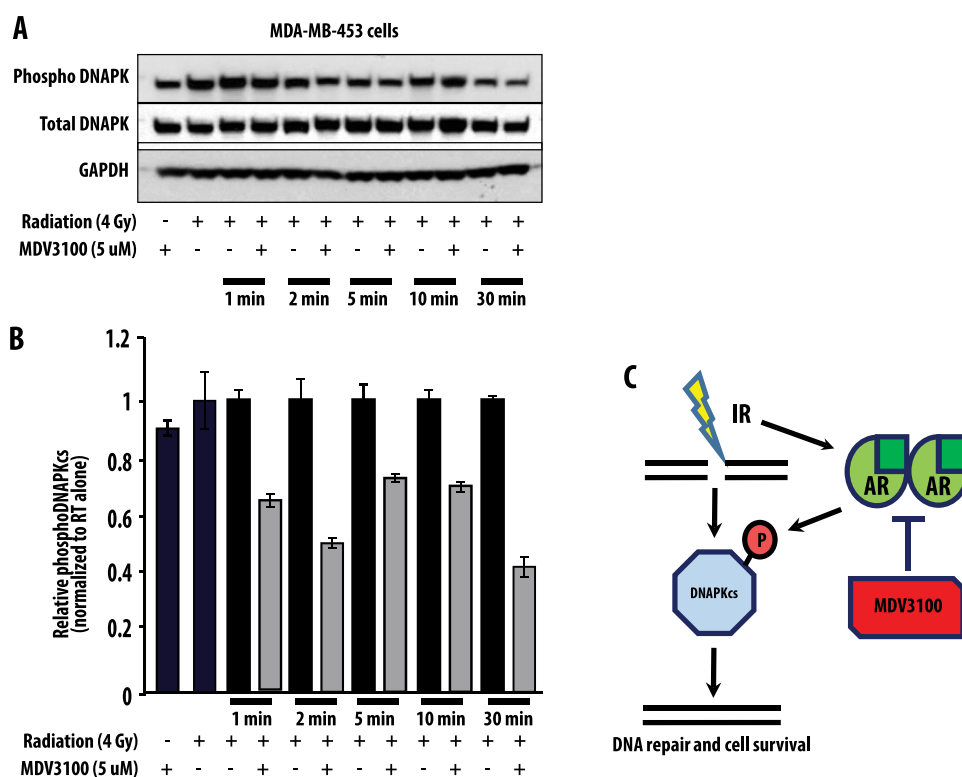 A
MDA-MB-453 cells
Phospho DNAPK
Total DNAPK
GAPDH
Radiation (4 Gy) - + + + + + + + + + + +
MDV3100 (5 uM) + - - + - + - + - + - +
1 min 2 min 5 min 10 min 30 min
B
Relative phosphoDNAPKcs
(normalized to RT alone)
1.2
1
0.8
0.6
0.4
0.2
0
1 min 2 min 5 min 10 min 30 min
Radiation (4 Gy) - + + + + + + + + + + +
MDV3100 (5 uM) + - - + - + - + - + - +
C
IR
AR AR
P
DNAPKcs
MDV3100
DNA repair and cell survival